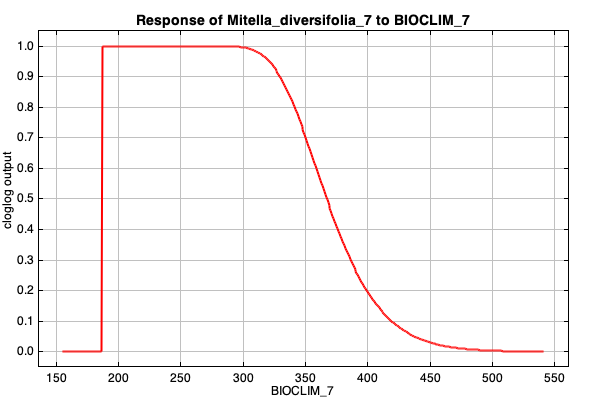 Response of Mitella_diversifolia_7 to BIOCLIM_7
1.0
0.9
0.8
0.7
0.6
0.5
0.4
0.3
0.2
0.1
0.0
cloglog output
150 200 250 300 350 400 450 500 550
BIOCLIM_7